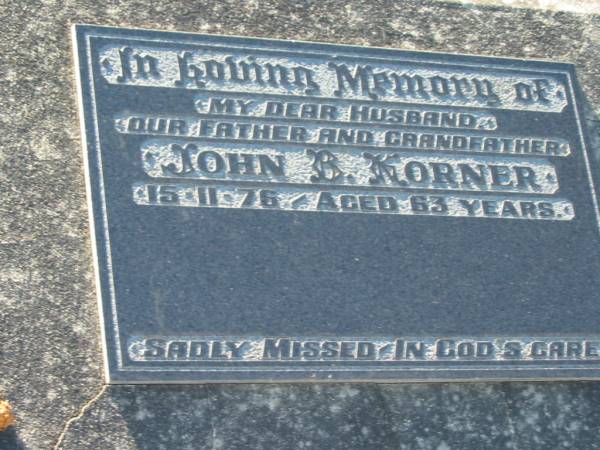 In Loving Memory of
MY DEAR HUSBAND
OUR FATHER AND GRANDFATHER
JOHN B. KORNER
15·11·76 / AGED 63 YEARS.
SADLY MISSED. IN GOD'S CARE